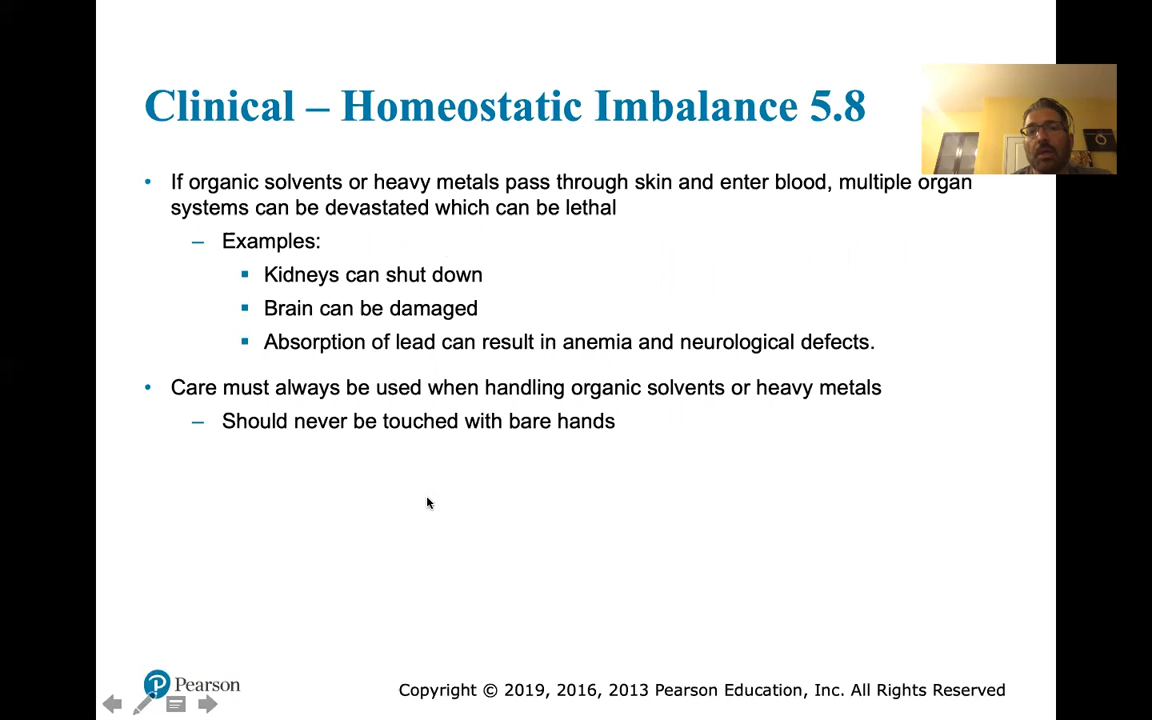 Clinical – Homeostatic Imbalance 5.8
• If organic solvents or heavy metals pass through skin and enter blood, multiple organ
systems can be devastated which can be lethal
– Examples:
▪ Kidneys can shut down
▪ Brain can be damaged
▪ Absorption of lead can result in anemia and neurological defects.
• Care must always be used when handling organic solvents or heavy metals
– Should never be touched with bare hands
P Pearson
Copyright © 2019, 2016, 2013 Pearson Education, Inc. All Rights Reserved